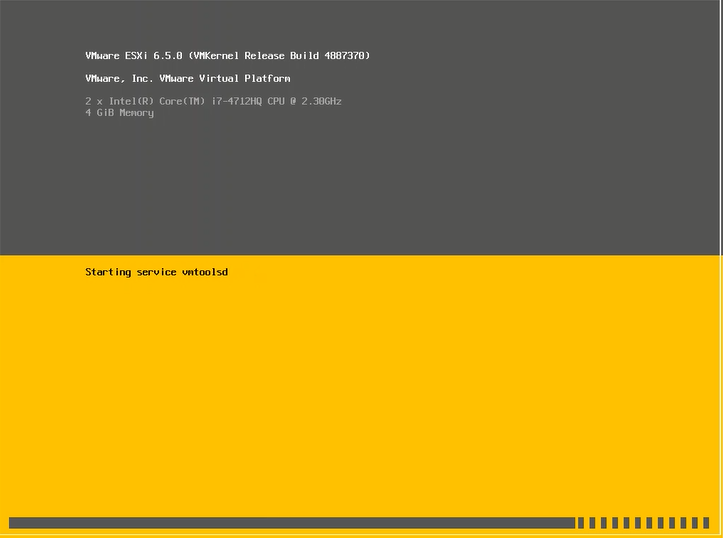 VMware ESXi 6.5.0 (VMKernel Release Build 4887370)
VMware, Inc. VMware Virtual Platform
2 x Intel(R) Core(TM) i7-4712HQ CPU @ 2.30GHz
4 GiB Memory
Starting service vmtoolsd